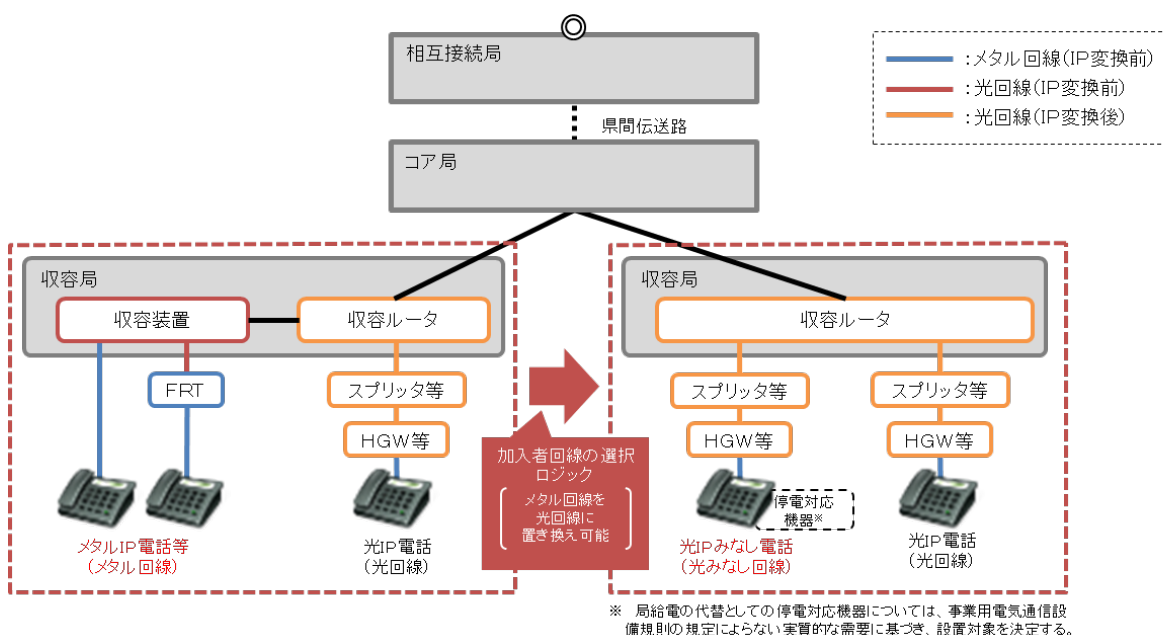 相互接続局
：メタル回線(IP変換前)
：光回線(IP変換前)
：光回線(IP変換後)
県間伝送路
コア局
収容局
収容装置
収容ルータ
FRT
スプリッタ等
HGW等
メタルIP電話等
(メタル回線)
光IP電話
(光回線)
加入者回線の選択
ロジック
メタル回線を
光回線に
置き換え可能
収容局
収容ルータ
スプリッタ等
スプリッタ等
HGW等
HGW等
停電対応
機器※
光IPみなし電話
(光みなし回線)
光IP電話
(光回線)
※ 局給電の代替としての停電対応機器については、事業用電気通信設
備規則の規定によらない実質的な需要に基づき、設置対象を決定する。